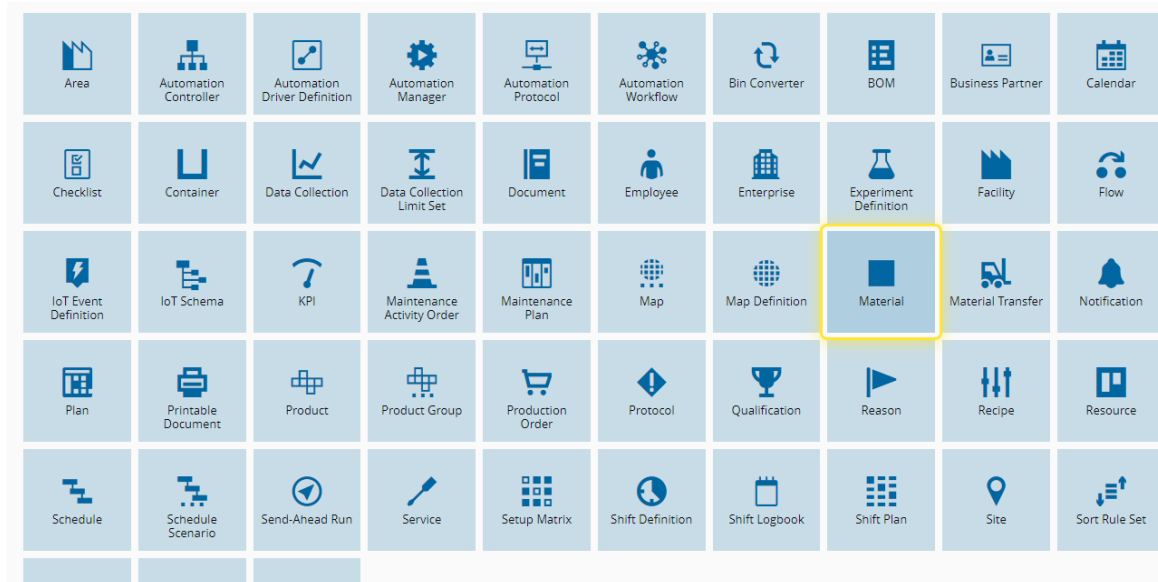 Area
Automation
Controller
Automation
Driver Definition
Automation
Manager
Automation
Protocol
Automation
Workflow
Bin Converter
BOM
Business Partner
Calendar
Checklist
Container
Data Collection
Data Collection
Limit Set
Document
Employee
Enterprise
Experiment
Definition
Facility
Flow
IoT Event
Definition
IoT Schema
KPI
Maintenance
Activity Order
Maintenance
Plan
Map
Map Definition
Material
Material Transfer
Notification
Plan
Printable
Document
Product
Product Group
Production
Order
Protocol
Qualification
Reason
Recipe
Resource
Schedule
Schedule
Scenario
Send-Ahead Run
Service
Setup Matrix
Shift Definition
Shift Logbook
Shift Plan
Site
Sort Rule Set